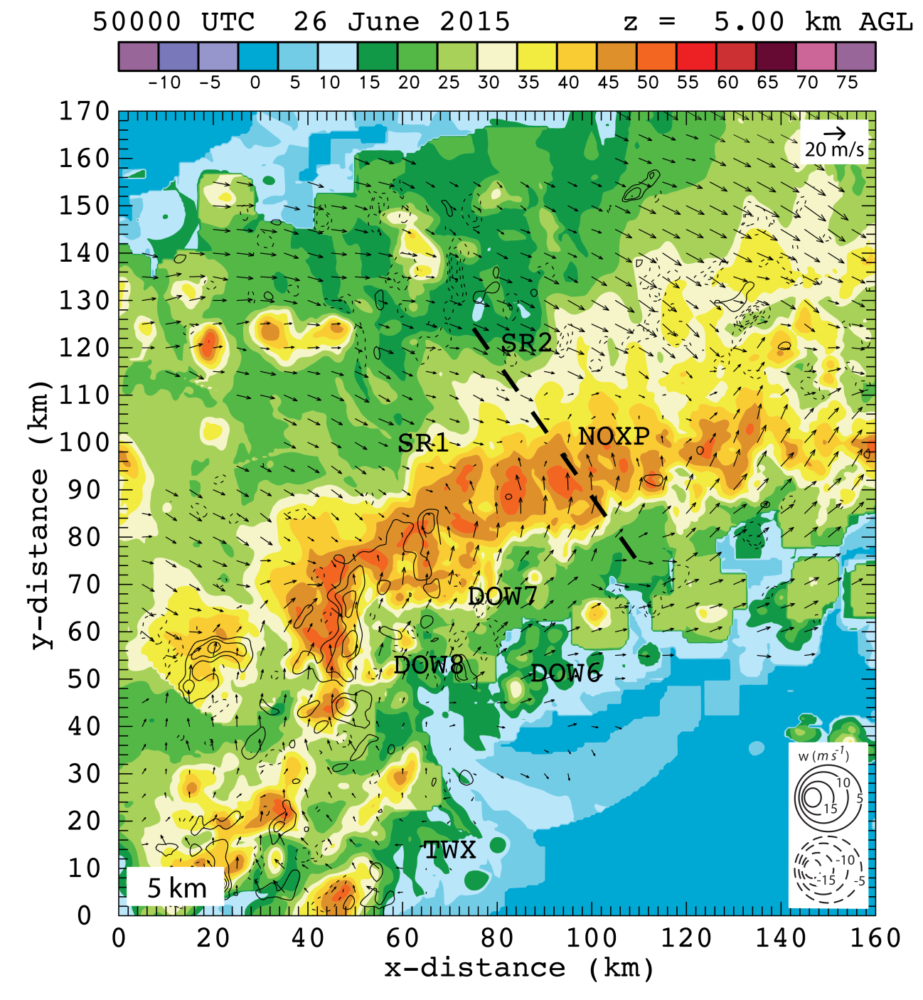 50000 UTC 26 June 2015 z = 5.00 km AGL
-10 -5 0 5 10 15 20 25 30 35 40 45 50 55 60 65 70 75
170
160
150
140
130
120
110
100
90
80
70
60
50
40
30
20
10
0
y-distance (km)
20 m/s
SR2
SR1
NOXP
DOW7
DOW8
DOW6
TWX
w (m s-1)
10
5
15
-10
-15
-5
5 km
0 20 40 60 80 100 120 140 160
x-distance (km)